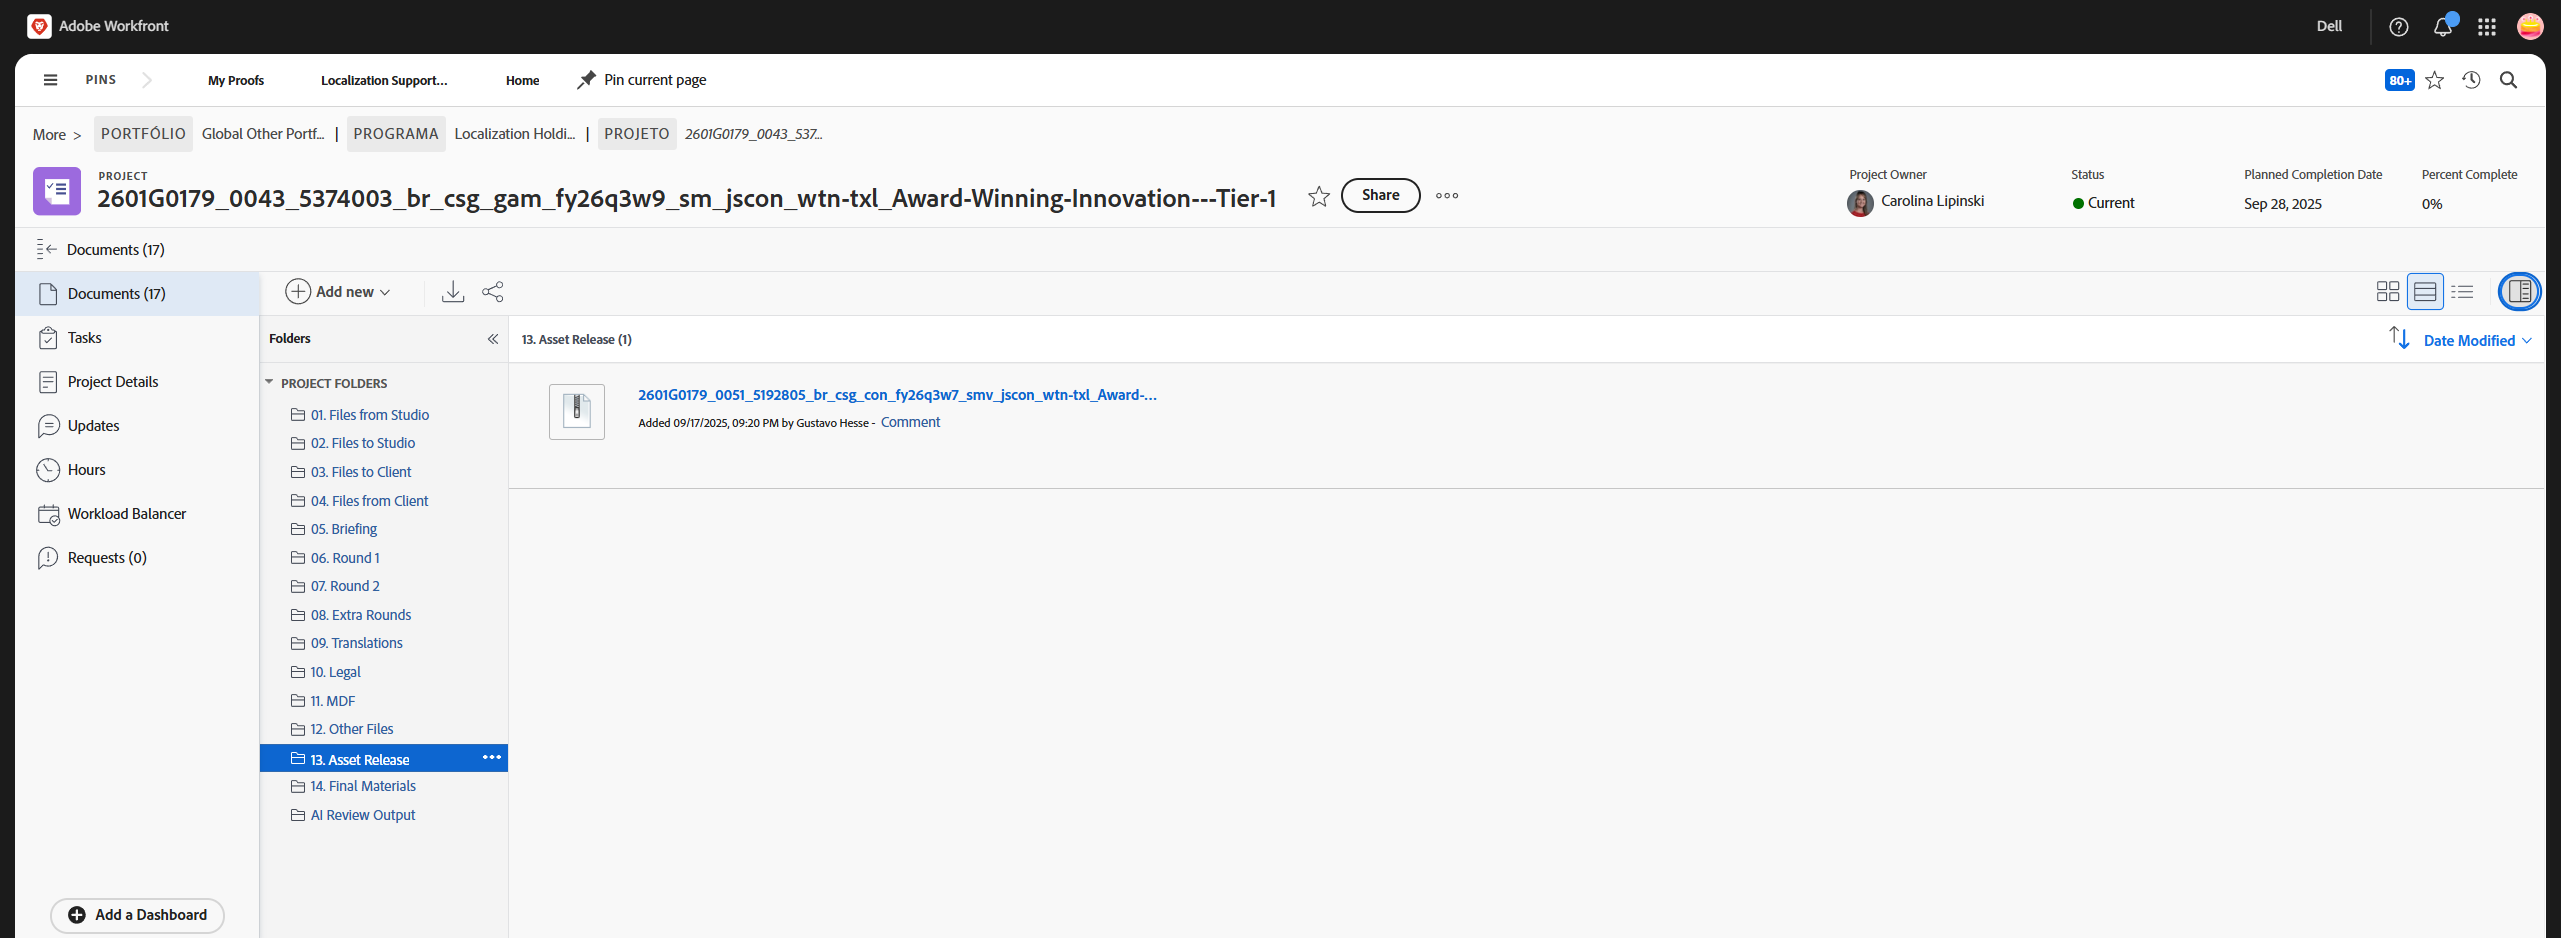 Adobe Workfront
Dell
PINS
My Proofs
Localization Support...
Home
Pin current page
80+
More >
PORTFÓLIO
Global Other Portf...
|
PROGRAMA
Localization Holdi...
|
PROJETO
2601G0179_0043_537...
PROJECT
2601G0179_0043_5374003_br_csg_gam_fy26q3w9_sm_jscon_wtn-txl_Award-Winning-Innovation---Tier-1
Share
Project Owner
Carolina Lipinski
Status
Current
Planned Completion Date
Sep 28, 2025
Percent Complete
0%
Documents (17)
Documents (17)
Tasks
Project Details
Updates
Hours
Workload Balancer
Requests (0)
Add a Dashboard
Add new
Folders
PROJECT FOLDERS
01. Files from Studio
02. Files to Studio
03. Files to Client
04. Files from Client
05. Briefing
06. Round 1
07. Round 2
08. Extra Rounds
09. Translations
10. Legal
11. MDF
12. Other Files
13. Asset Release
14. Final Materials
AI Review Output
13. Asset Release (1)
Date Modified
2601G0179_0051_5192805_br_csg_con_fy26q3w7_smv_jscon_wtn-txl_Award-...
Added 09/17/2025, 09:20 PM by Gustavo Hesse - Comment